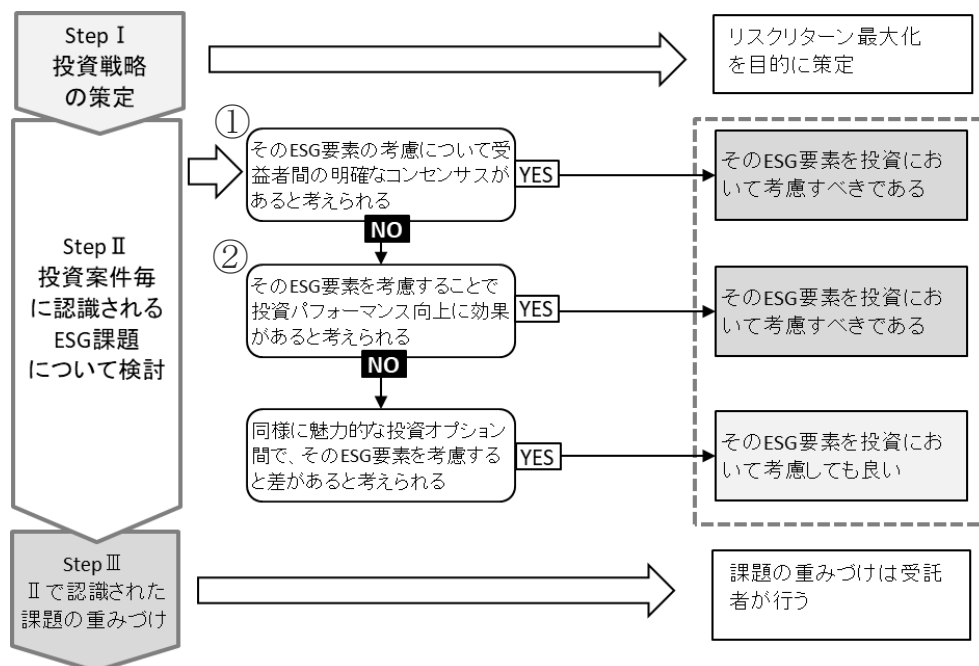 Step Ⅰ
投資戦略
の策定
リスクリターン最大化
を目的に策定
①
そのESG要素の考慮について受
益者間の明確なコンセンサスが
あると考えられる
YES
そのESG要素を投資にお
いて考慮すべきである
NO
Step Ⅱ
投資案件毎
に認識される
ESG課題
について検討
②
そのESG要素を考慮することで
投資パフォーマンス向上に効果
があると考えられる
YES
そのESG要素を投資にお
いて考慮すべきである
NO
同様に魅力的な投資オプション
間で、そのESG要素を考慮する
と差があると考えられる
YES
そのESG要素を投資にお
いて考慮しても良い
Step Ⅲ
Ⅱで認識された
課題の重みづけ
課題の重みづけは受託
者が行う